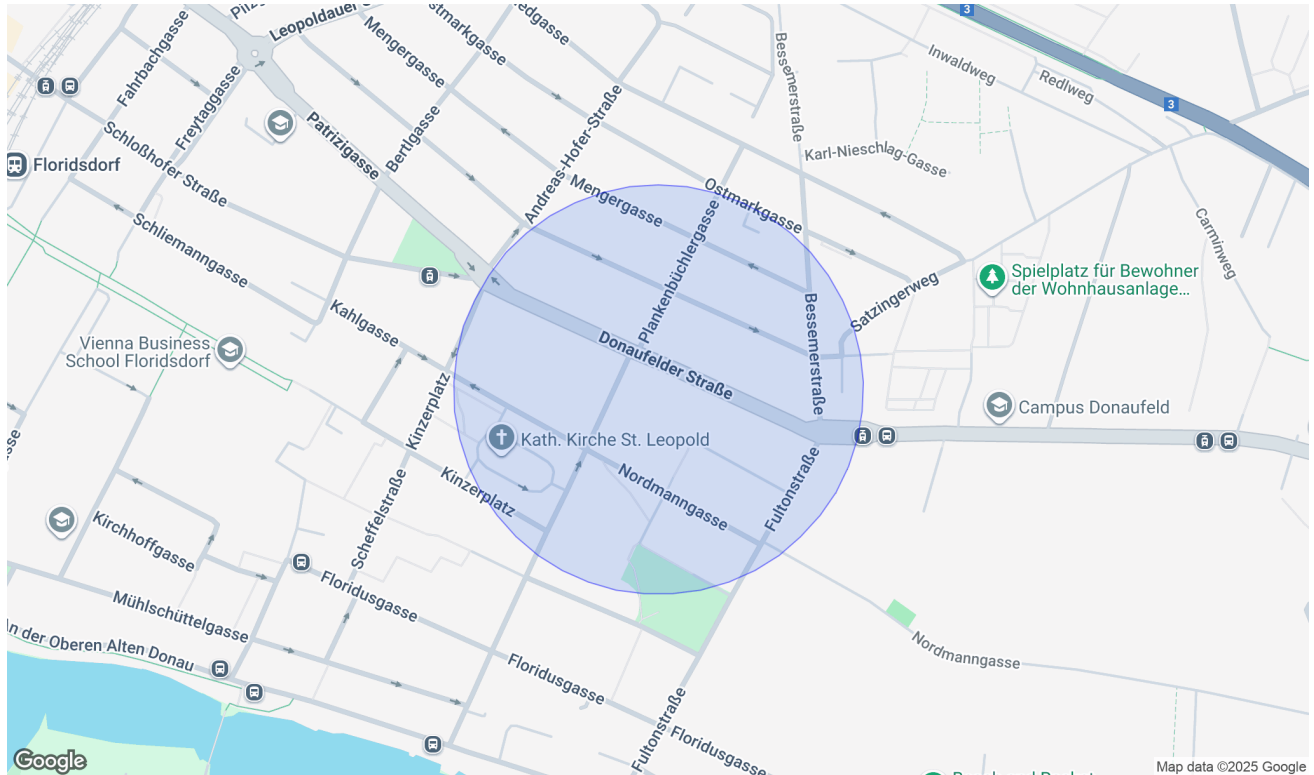 Leopoldauer
3
Fahrbachgasse
Freytaggasse
Mengergasse
Ostmarkgasse
Bessemerstraße
Inwaldweg
Redlweg
3
Patrizigasse
Bertlgasse
Andreas-Hofer-Straße
Schloßhofer Straße
Floridsdorf
Karl-Nieschlag-Gasse
Mengergasse
Ostmarkgasse
Plankenbüchlergasse
Schliemanngasse
Carminweg
Spielplatz für Bewohner
der Wohnhausanlage…
Satzingerweg
Bessemerstraße
Kahlgasse
Donaufelder Straße
Vienna Business
School Floridsdorf
Kinzerplatz
Campus Donaufeld
Kath. Kirche St. Leopold
Kinzerplatz
Nordmanngasse
Fultonstraße
Scheffelstraße
Kirchhoffgasse
Floridusgasse
Mühlschüttelgasse
In der Oberen Alten Donau
Nordmanngasse
Floridusgasse
Fultonstraße
Floridusgasse
Google
Map data ©2025 Google